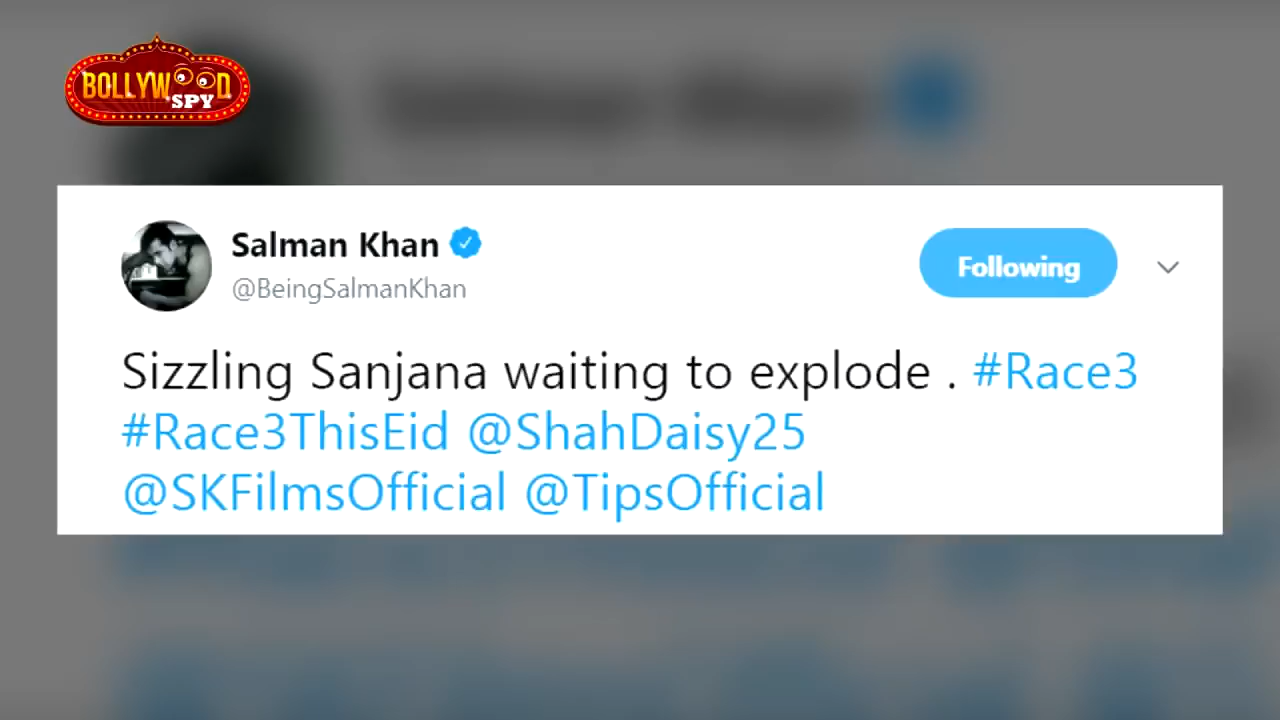 BOLLYWOOD
SPY
Salman Khan
@BeingSalmanKhan
Following
Sizzling Sanjana waiting to explode . #Race3
#Race3ThisEid @ShahDaisy25
@SKFilmsOfficial @TipsOfficial